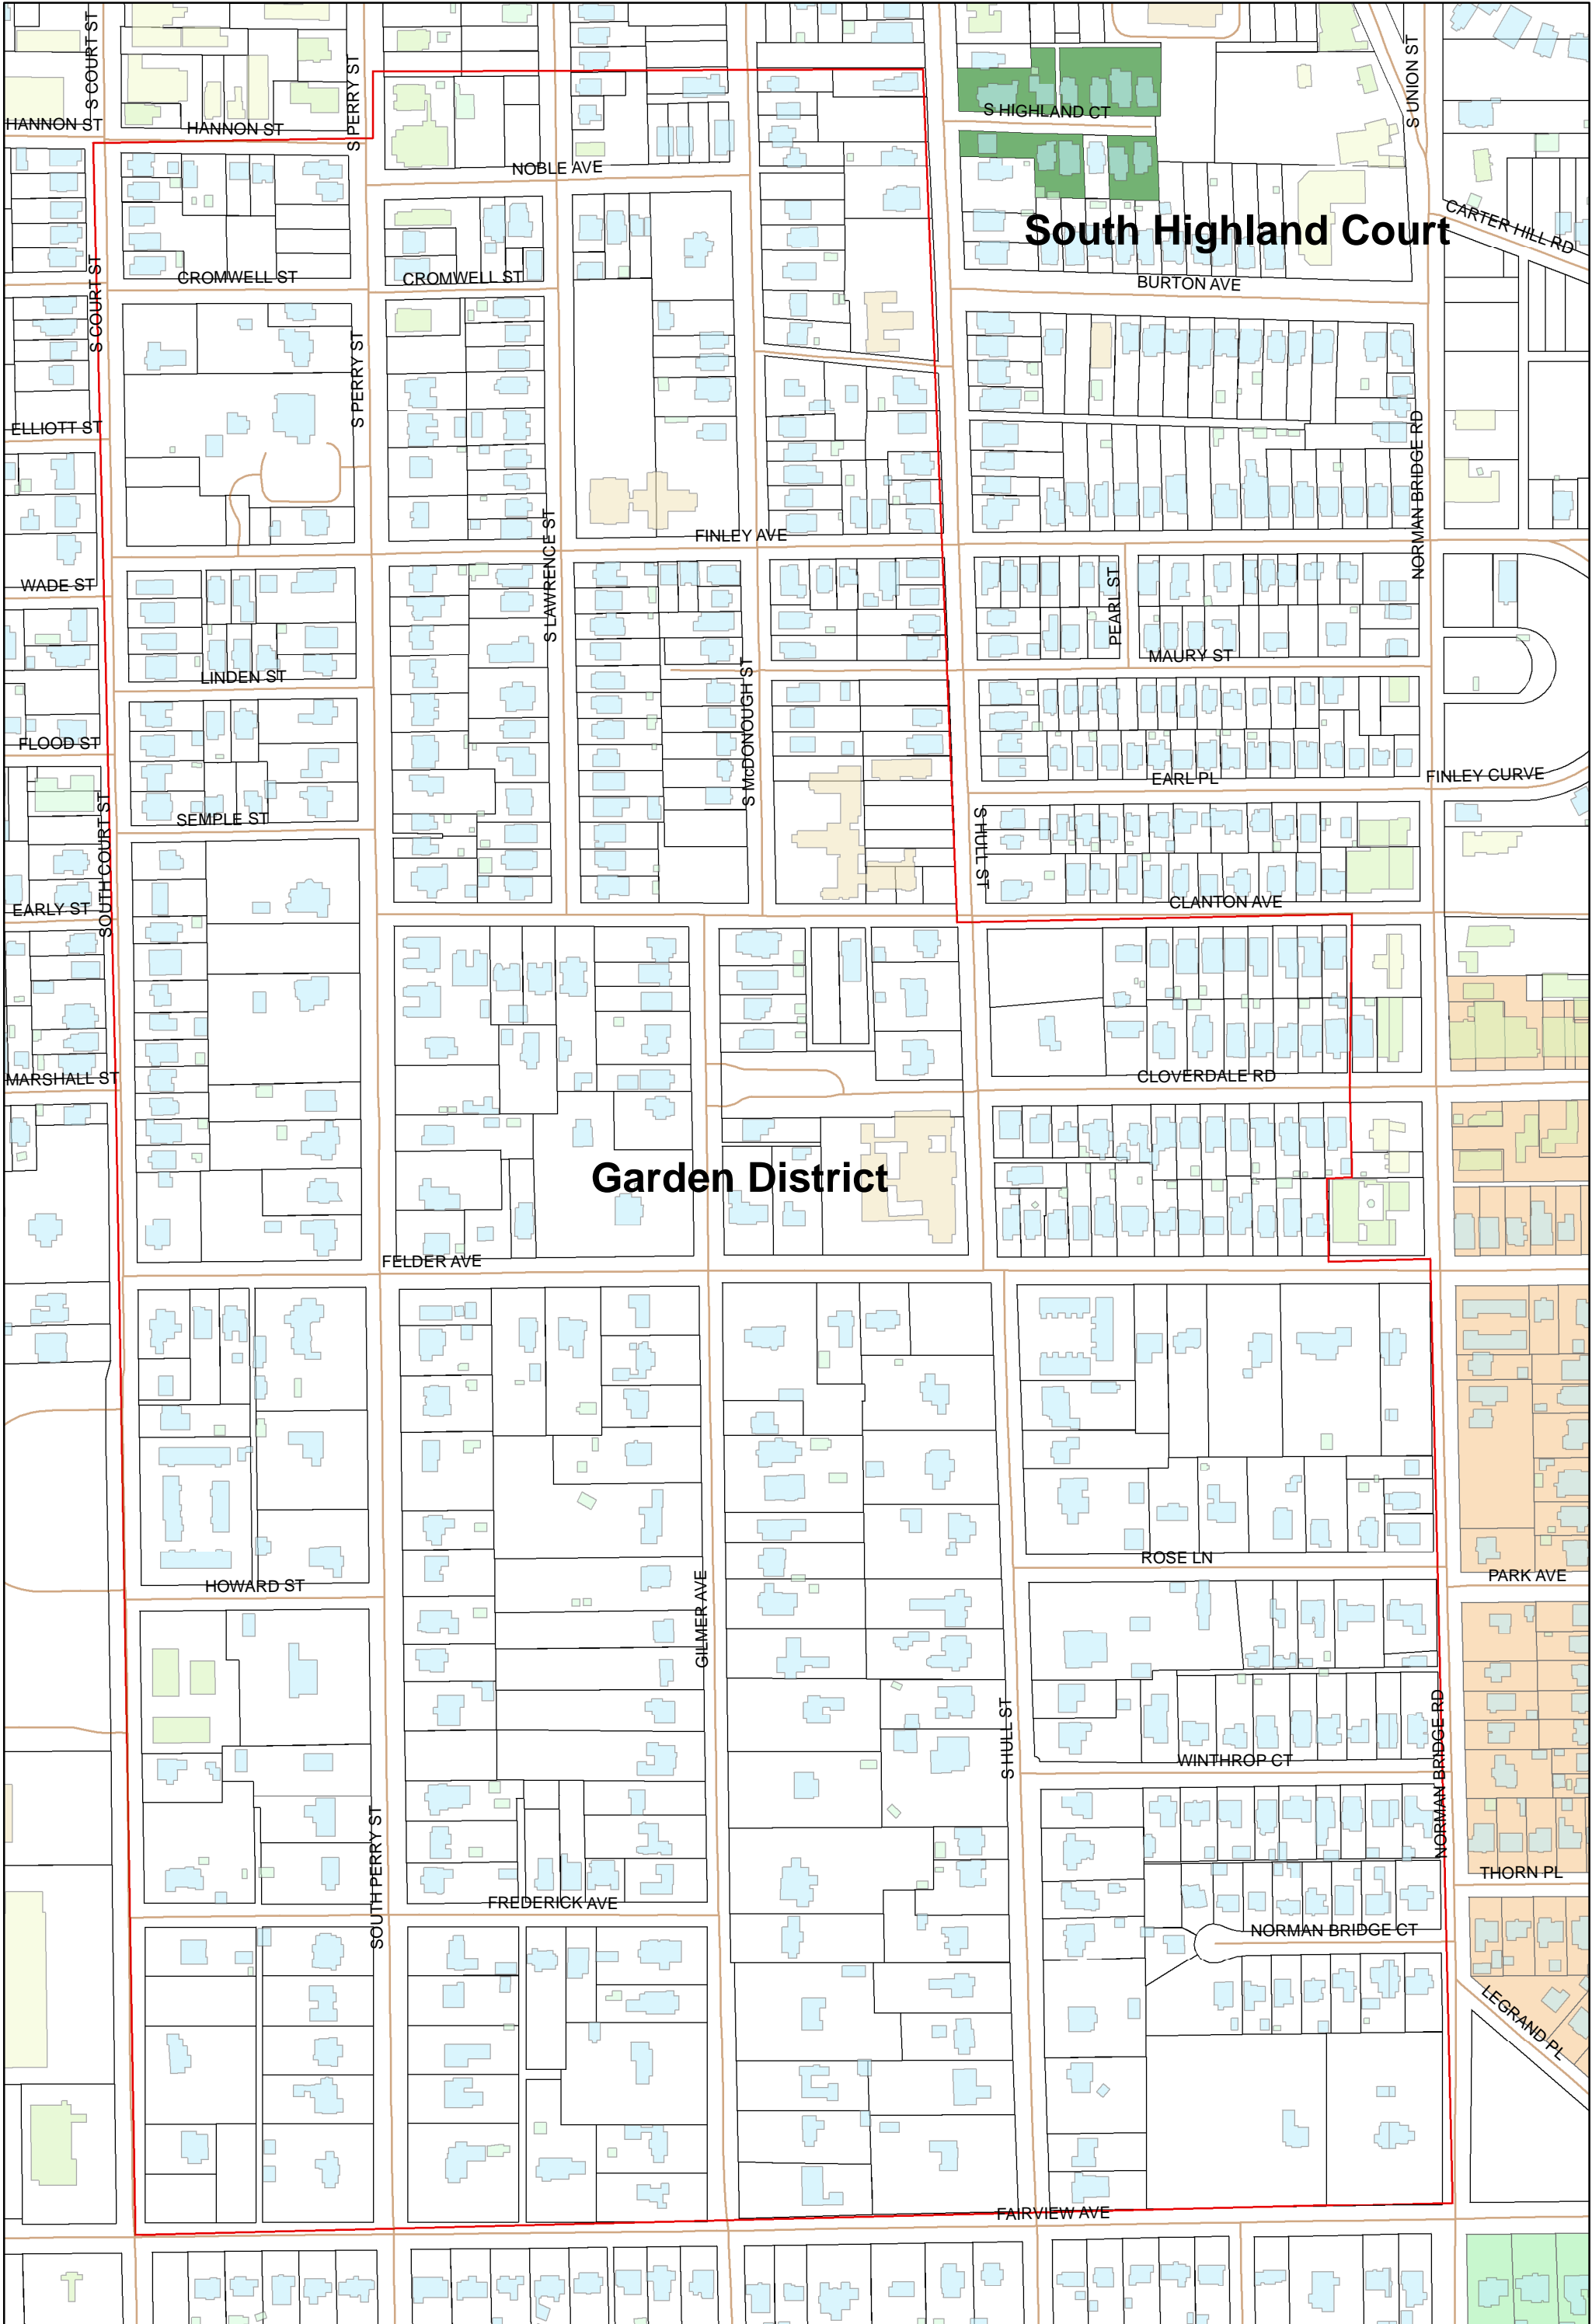 S COURT ST
S PERRY ST
S UNION ST
HANNON ST
HANNON ST
S HIGHLAND CT
NOBLE AVE
South Highland Court
CARTER HILL RD
CROMWELL ST
CROMWELL ST
BURTON AVE
S COURT ST
S PERRY ST
ELLIOTT ST
NORMAN BRIDGE RD
FINLEY AVE
WADE ST
S LAWRENCE ST
PEARL ST
MAURY ST
LINDEN ST
S McDONOUGH ST
FLOOD ST
EARL PL
FINLEY CURVE
SEMPLE ST
S HULL ST
SOUTH COURT ST
EARLY ST
CLANTON AVE
MARSHALL ST
CLOVERDALE RD
Garden District
FELDER AVE
ROSE LN
PARK AVE
HOWARD ST
GILMER AVE
S HULL ST
NORMAN BRIDGE RD
WINTHROP CT
SOUTH PERRY ST
THORN PL
FREDERICK AVE
NORMAN BRIDGE CT
LEGRAND PL
FAIRVIEW AVE